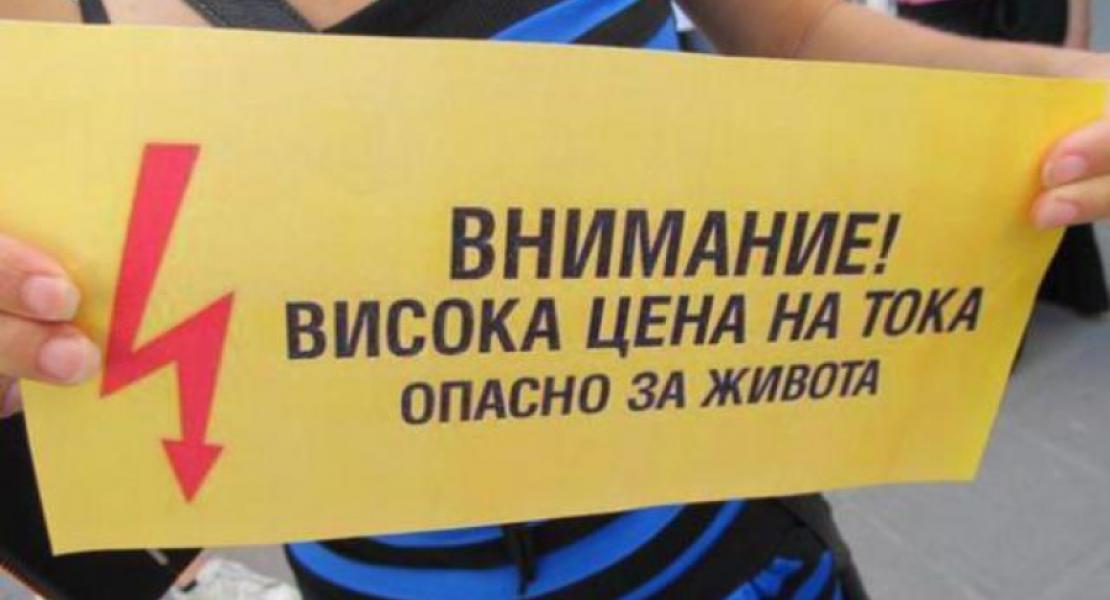 ВНИМАНИЕ!
ВИСОКА ЦЕНА НА ТОКА
ОПАСНО ЗА ЖИВОТА